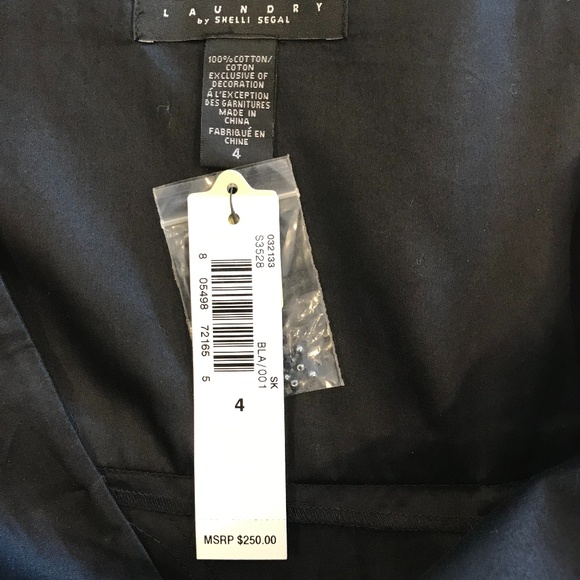 LAUNDRY
by SHELLI SEGAL
100% COTTON/
COTON
EXCLUSIVE OF
DECORATION
À L'EXCEPTION
DES GARNITURES
MADE IN
CHINA
FABRIQUÉ EN
CHINE
4
032133
S3528
8 05498 72165 5
SK
BLA/001
4
MSRP $250.00